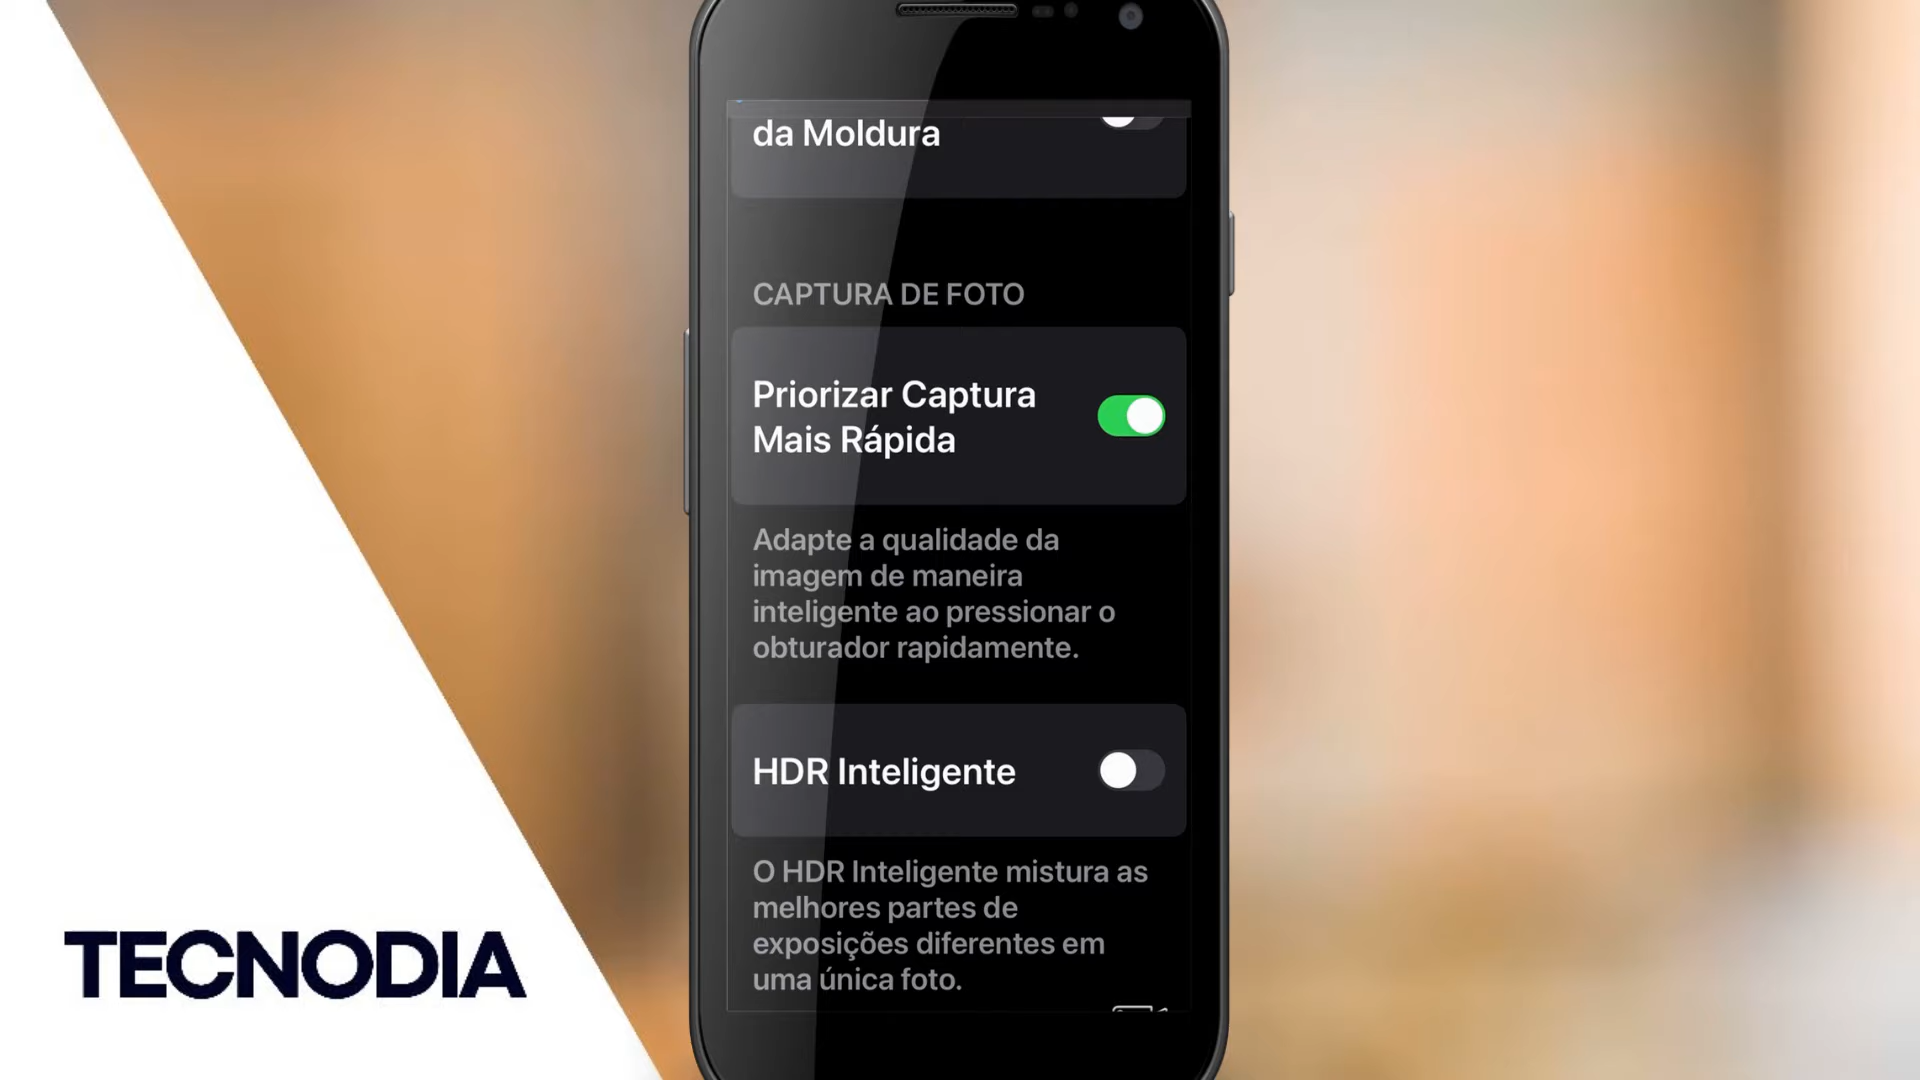 da Moldura
CAPTURA DE FOTO
Priorizar Captura
Mais Rápida
Adapte a qualidade da
imagem de maneira
inteligente ao pressionar o
obturador rapidamente.
HDR Inteligente
O HDR Inteligente mistura as
melhores partes de
exposições diferentes em
uma única foto.
TECNODIA